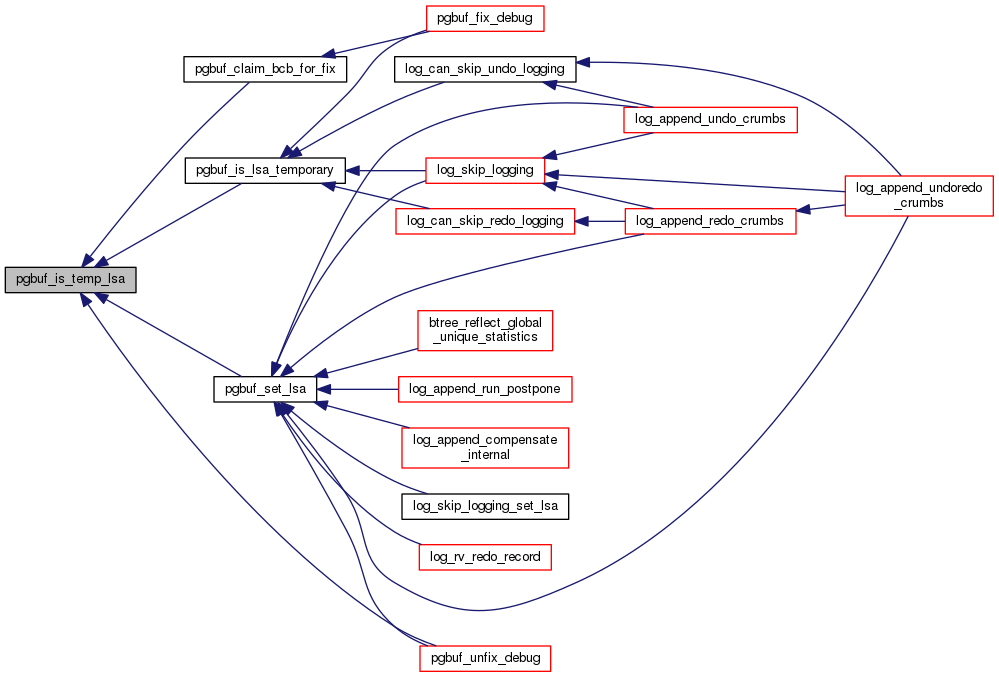 pgbuf_fix_debug
pgbuf_claim_bcb_for_fix
log_can_skip_undo_logging
log_append_undo_crumbs
pgbuf_is_lsa_temporary
log_skip_logging
log_append_undoredo
_crumbs
log_can_skip_redo_logging
log_append_redo_crumbs
pgbuf_is_temp_lsa
btree_reflect_global
_unique_statistics
pgbuf_set_lsa
log_append_run_postpone
log_append_compensate
_internal
log_skip_logging_set_lsa
log_rv_redo_record
pgbuf_unfix_debug